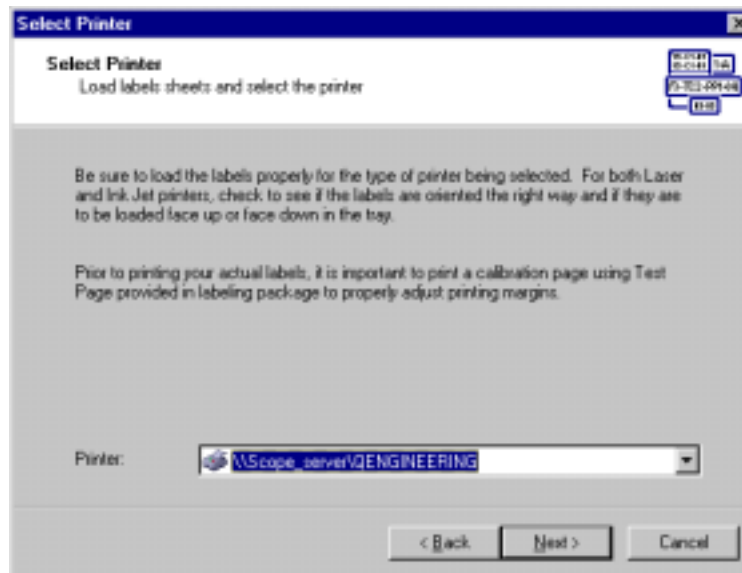 Select Printer
Select Printer
Load labels sheets and select the printer
Be sure to load the labels properly for the type of printer being selected. For both Laser
and Ink Jet printers, check to see if the labels are oriented the right way and if they are
to be loaded face up or face down in the tray.
Prior to printing your actual labels, it is important to print a calibration page using Test
Page provided in labeling package to properly adjust printing margins.
Printer:
\\Scope_server\QENGINEERING
< Back
Next >
Cancel